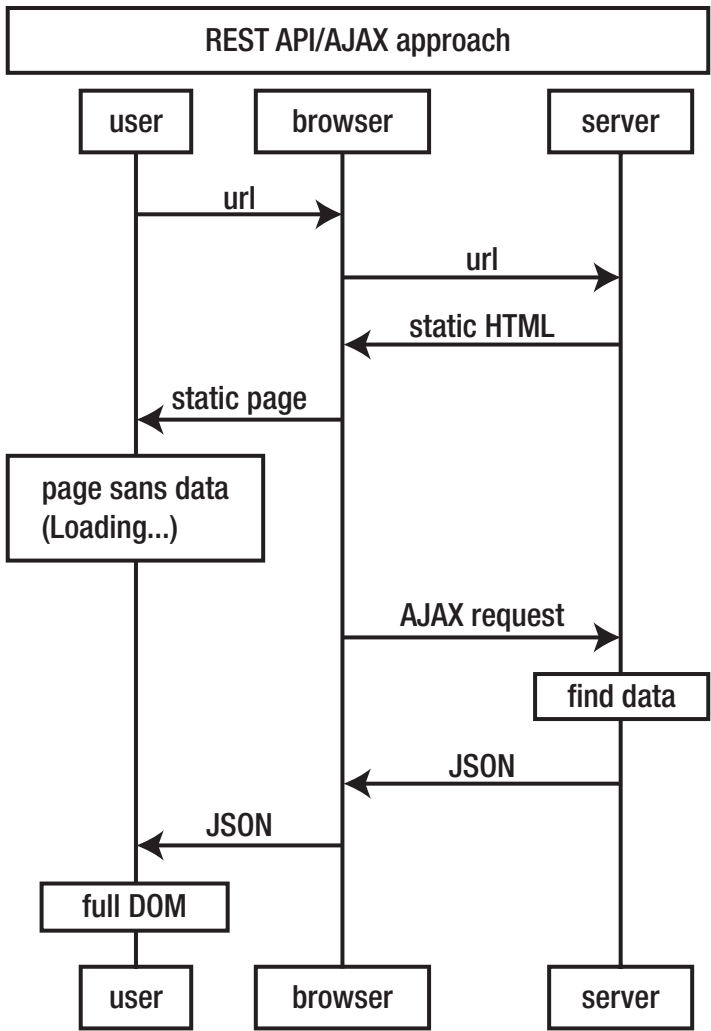 REST API/AJAX approach
user
browser
server
url
url
static HTML
static page
page sans data
(Loading...)
AJAX request
find data
JSON
JSON
full DOM
user
browser
server